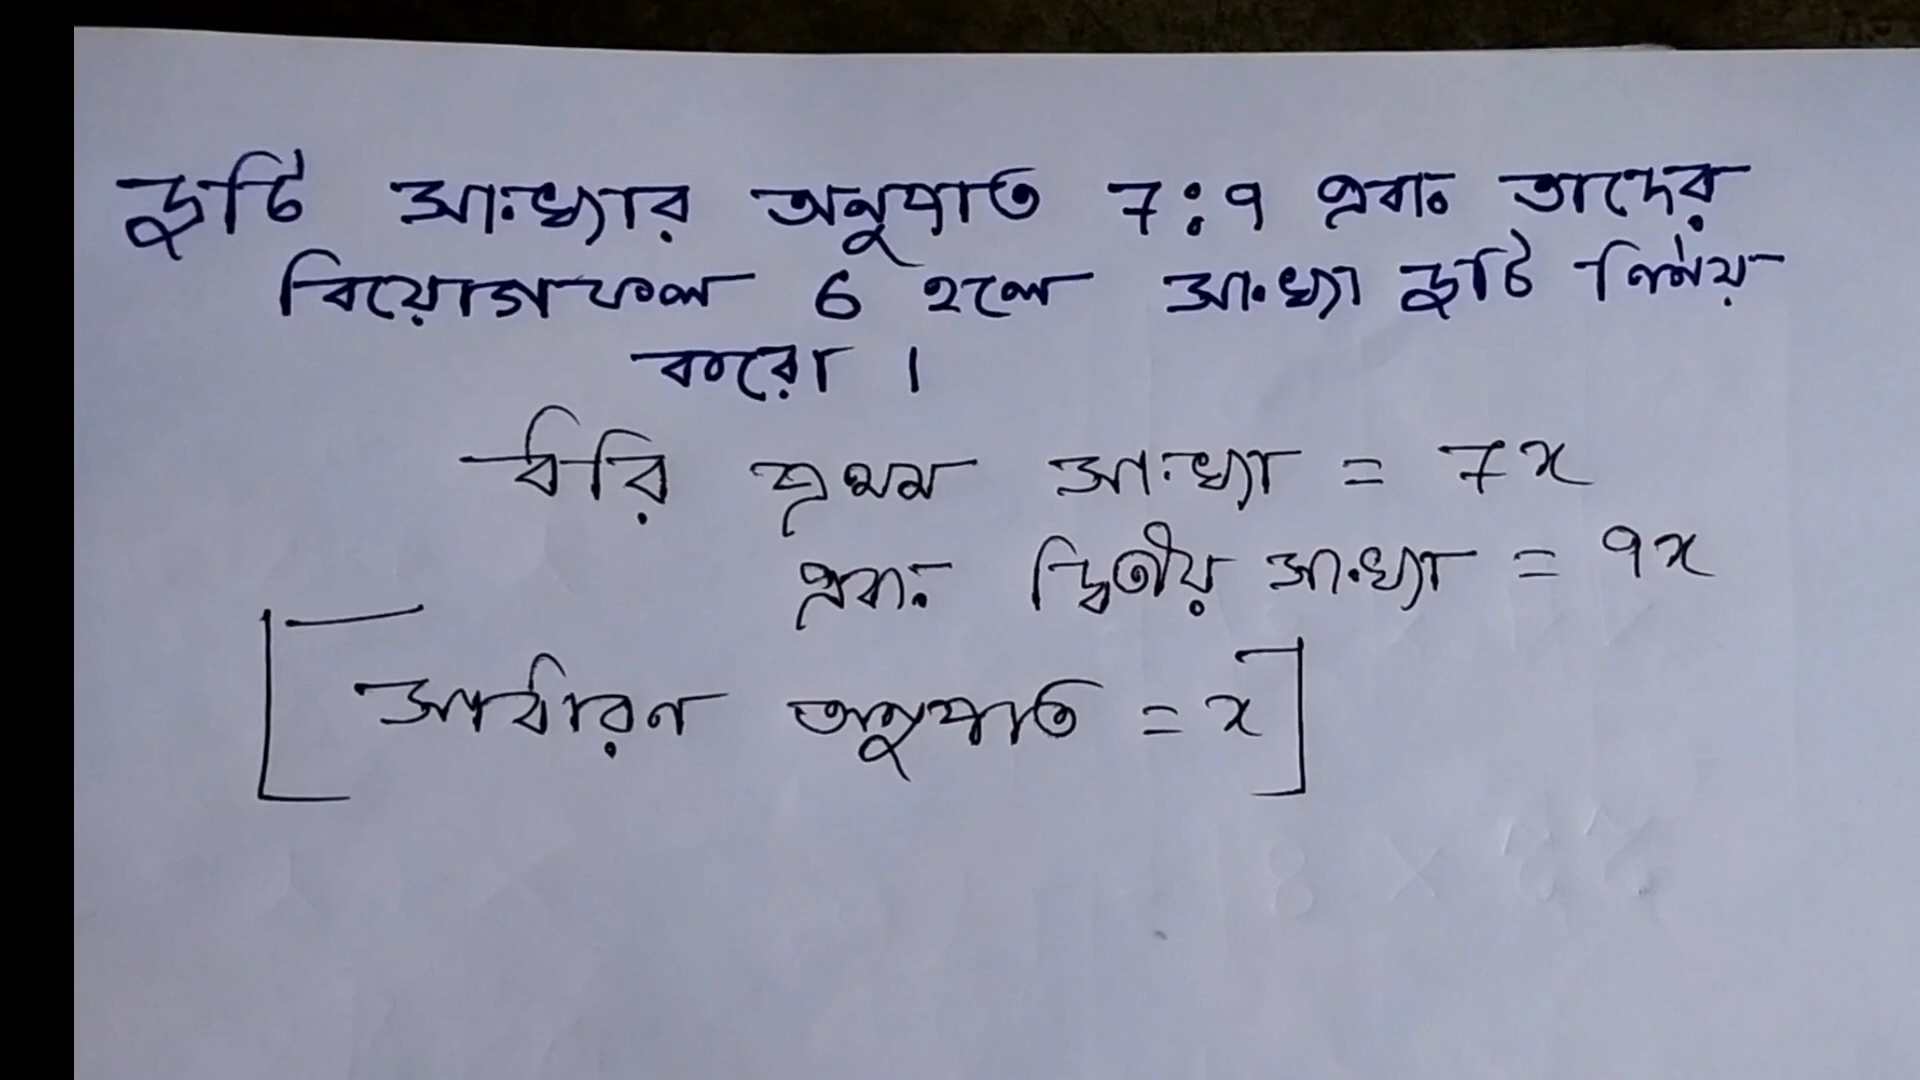 দুটি সংখ্যার অনুপাত 7:9 এবং তাদের
বিয়োগফল 6 হলে সংখ্যা দুটি নির্ণয়
করো।
ধরি প্রথম সংখ্যা = 7x
এবং দ্বিতীয় সংখ্যা = 9x
[সাধারণ অনুপাত = x]